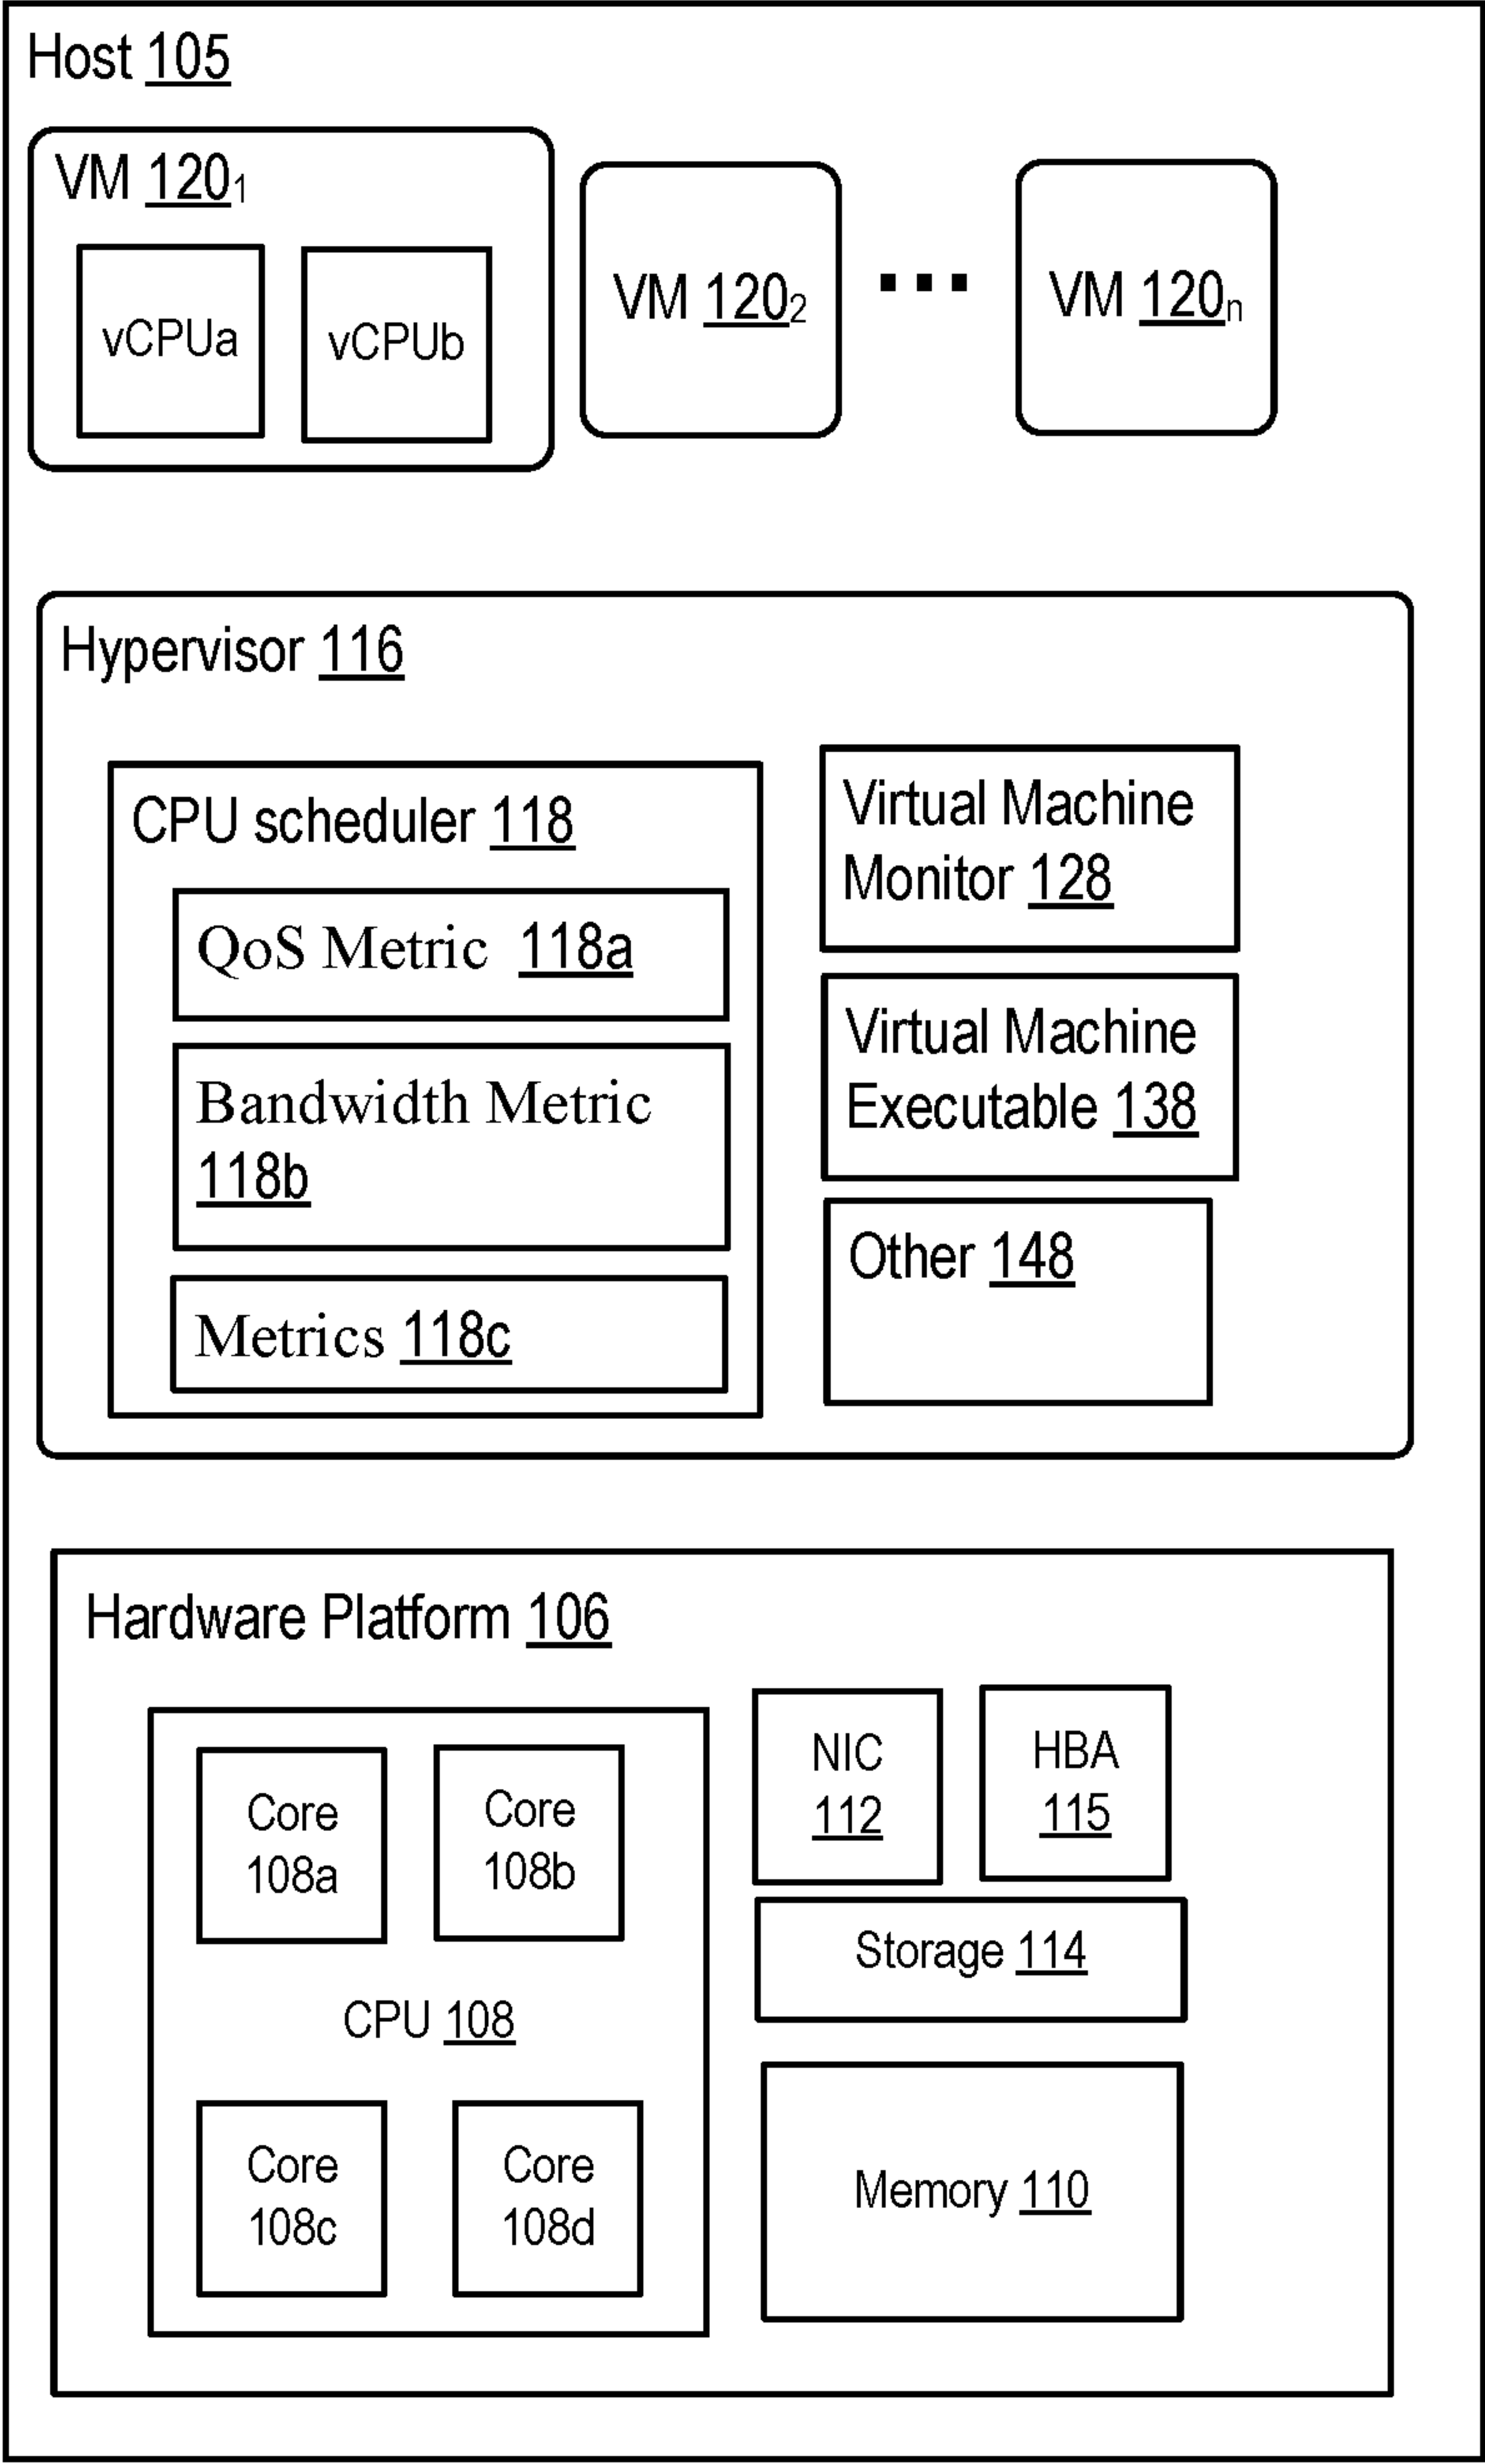 Host 105
VM 120₁
vCPUa
vCPUb
VM 120₂
VM 120ₙ
Hypervisor 116
CPU scheduler 118
QoS Metric 118a
Bandwidth Metric
118b
Metrics 118c
Virtual Machine
Monitor 128
Virtual Machine
Executable 138
Other 148
Hardware Platform 106
Core
108a
Core
108b
CPU 108
Core
108c
Core
108d
NIC
112
HBA
115
Storage 114
Memory 110